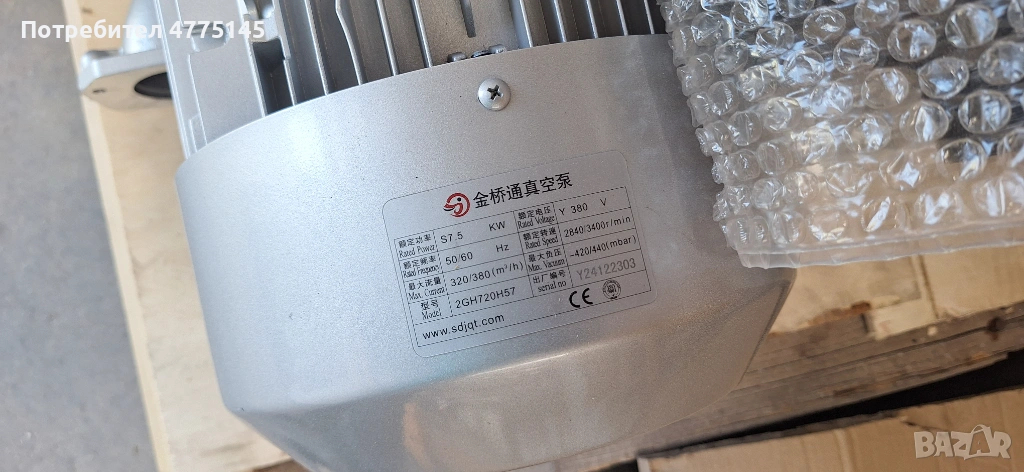 Потребител 4775145
金桥通真空泵
额定功率 Rated Power S7.5 KW 额定电压 Rated Voltage Y 380 V
额定频率 Rated Frequency 50/60 Hz 额定转速 Rated Speed 2840/3400r/min
最大流量 Max. Current 320/380(m³/h) 最大负压 Max. Vacuum -420/440(mbar)
型号 Model 2GH720H57 出厂编号 serial no Y24122303
www.sdjqt.com CE
BAZAR